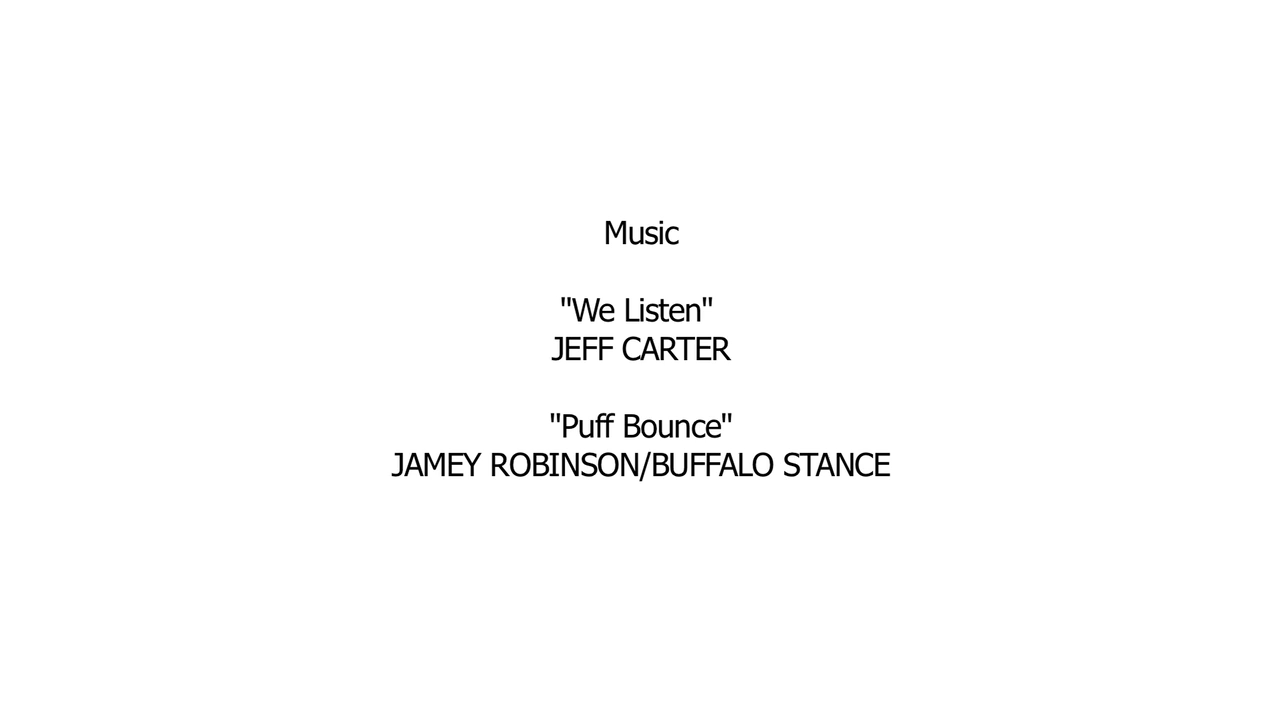 Music
"We Listen"
JEFF CARTER
"Puff Bounce"
JAMEY ROBINSON/BUFFALO STANCE